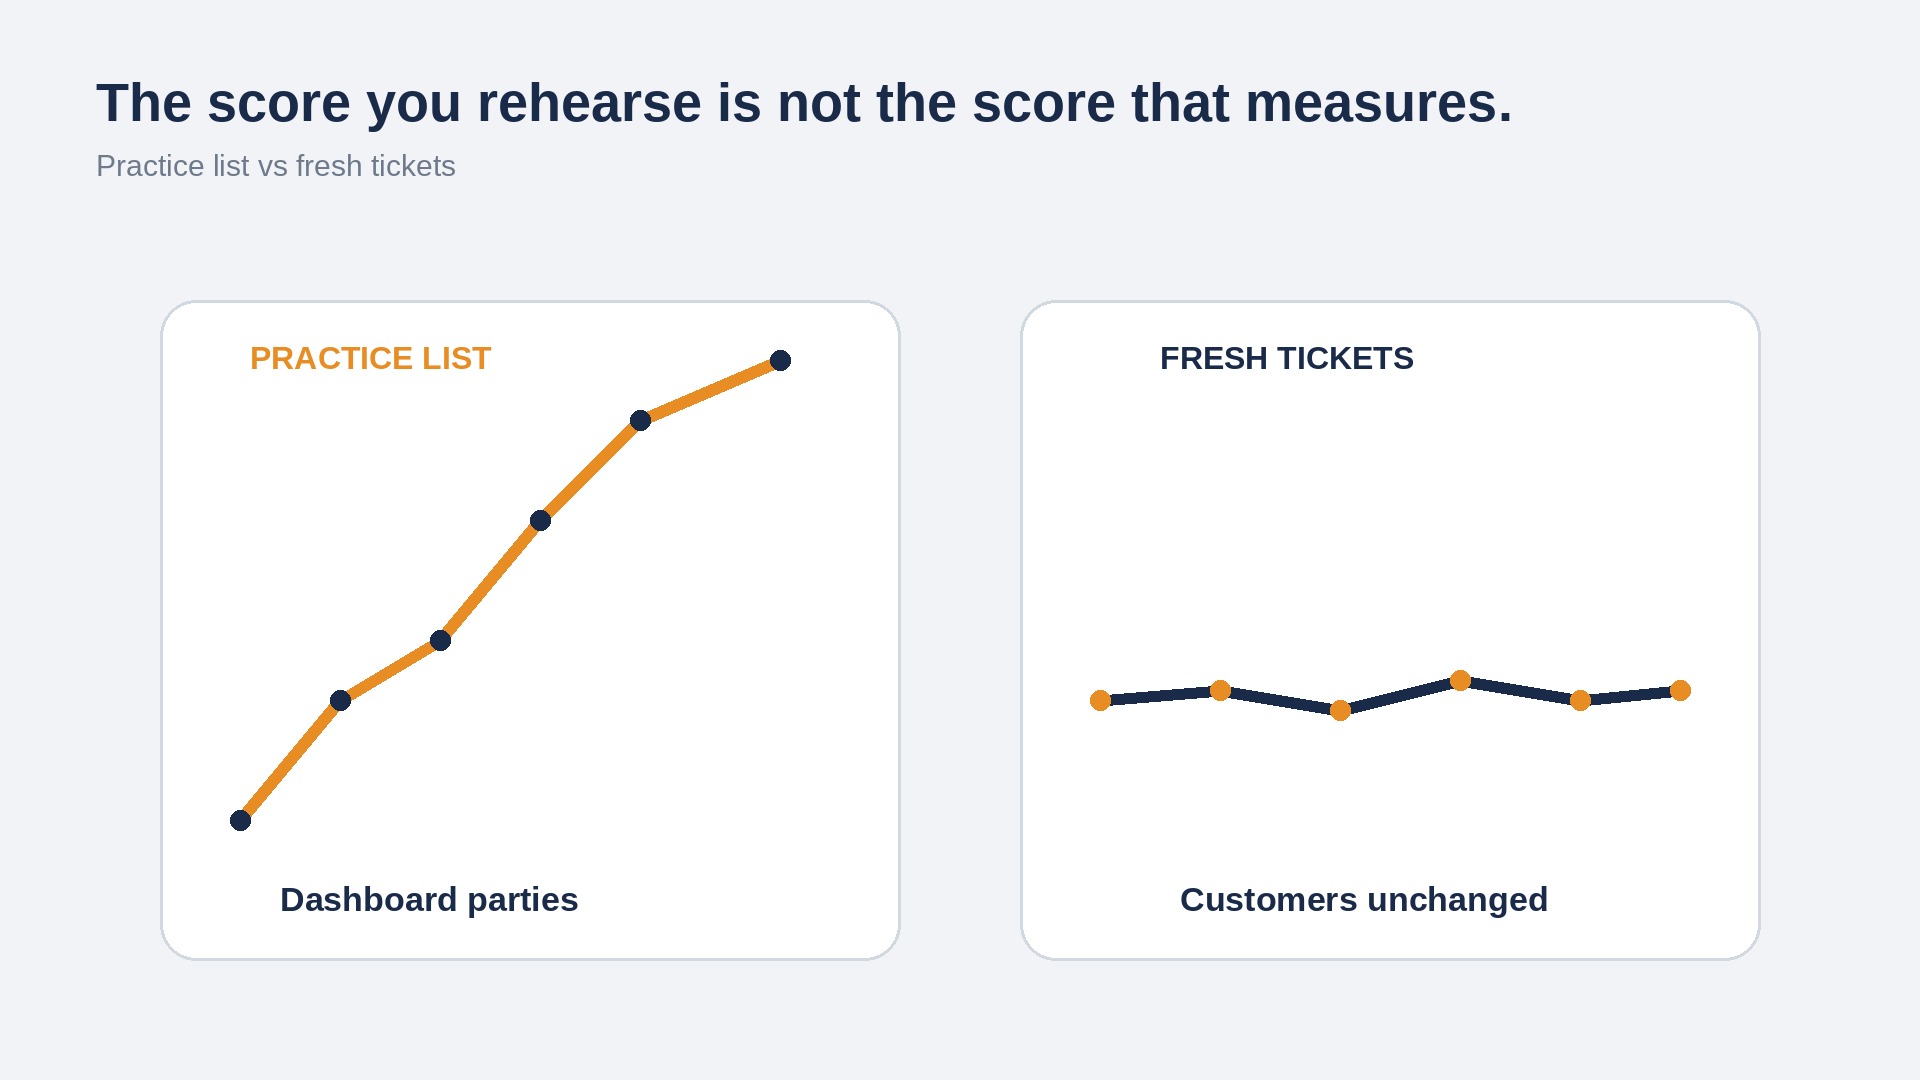 The score you rehearse is not the score that measures.
Practice list vs fresh tickets
PRACTICE LIST
Dashboard parties
FRESH TICKETS
Customers unchanged